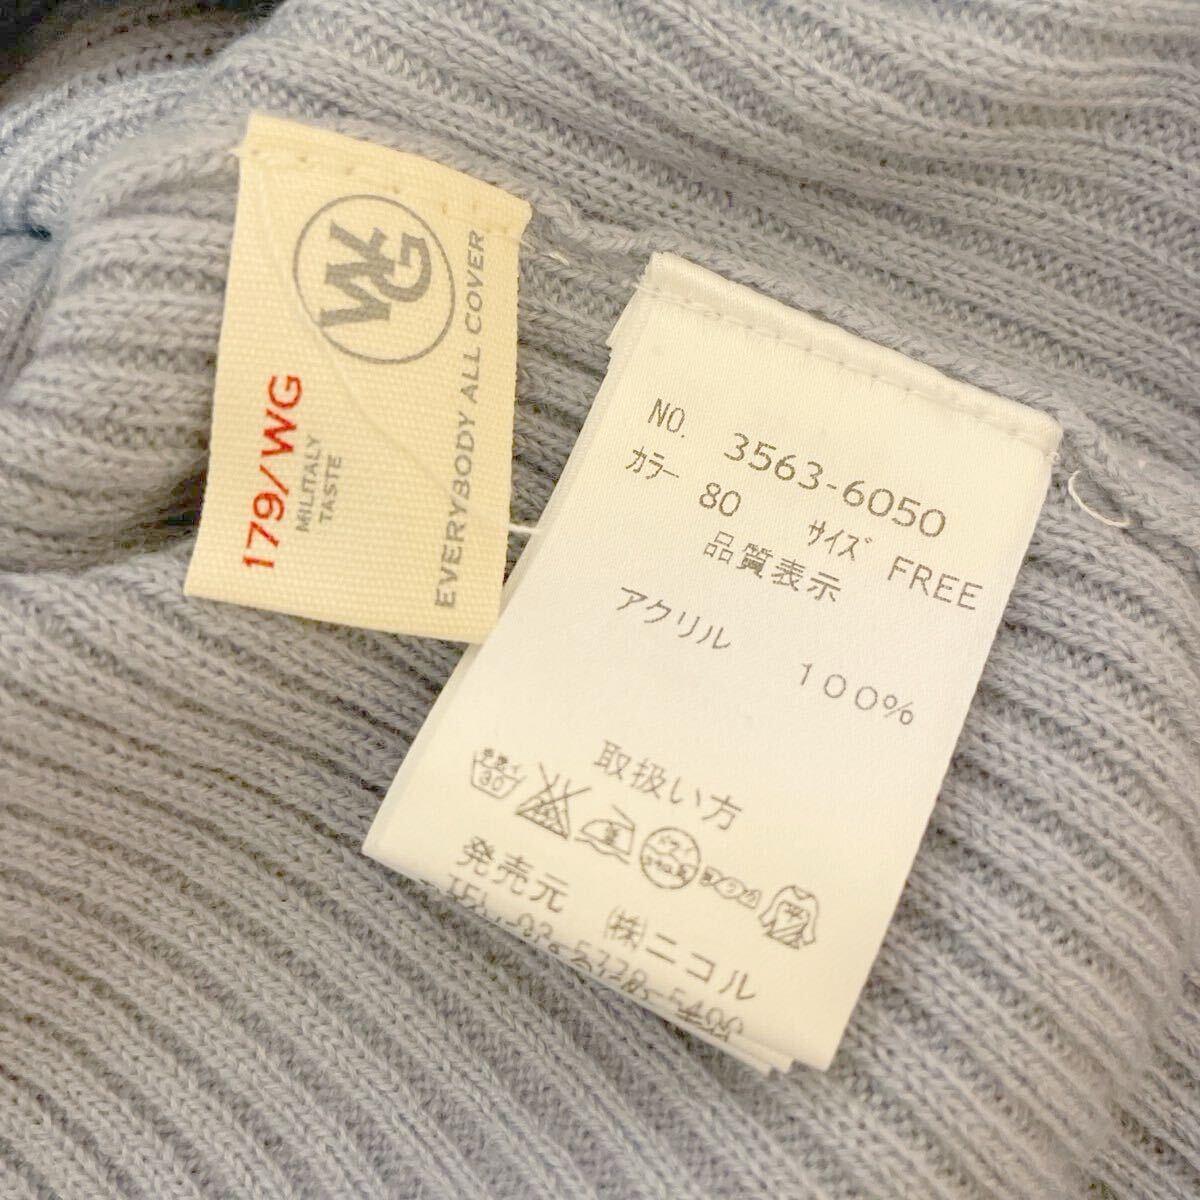 WG
179/WG
MILITALY
TASTE
EVERYBODY ALL COVER
NO. 3563-6050
カラー 80 サイズ FREE
品質表示
アクリル 100%
取扱い方
30
発売元 ㈱ニコル